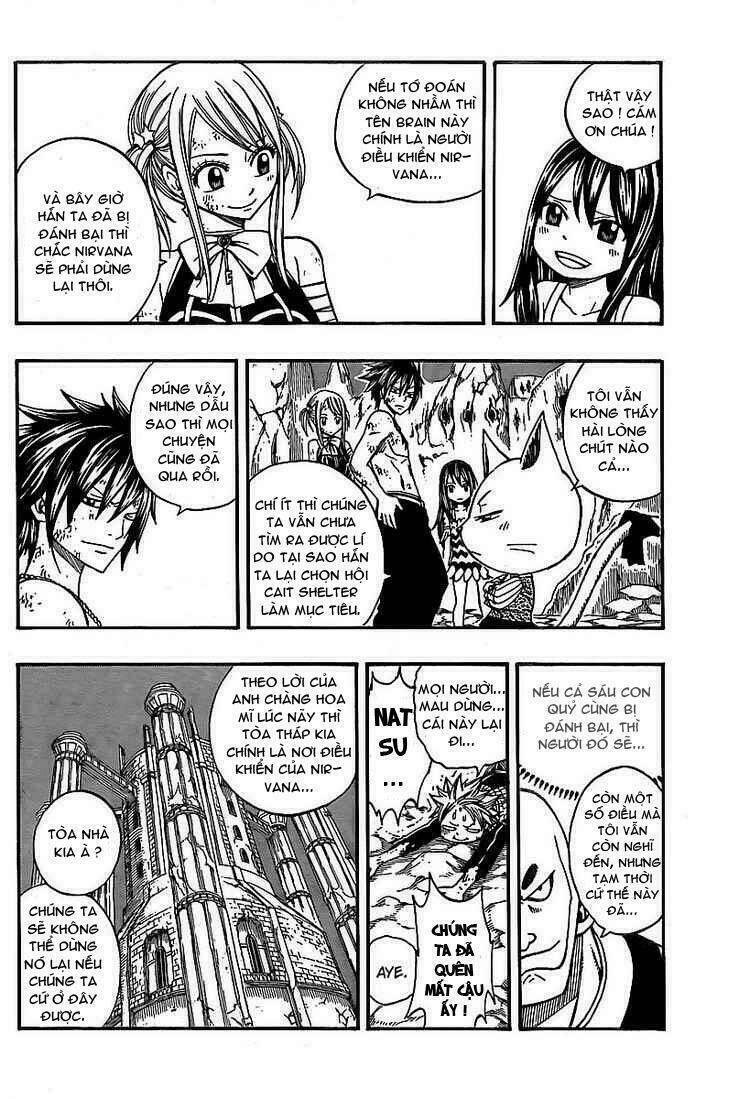 THẬT VẬY
SAO ! CÁM
ƠN CHÚA !
NẾU TỚ ĐOÁN
KHÔNG NHẦM THÌ
TÊN BRAIN NÀY
CHÍNH LÀ NGƯỜI
ĐIỀU KHIỂN NIR-
VANA...
VÀ BÂY GIỜ
HẮN TA ĐÃ BỊ
ĐÁNH BẠI THÌ
CHẮC NIRVANA
SẼ PHẢI DỪNG
LẠI THÔI.
TÔI VẪN
KHÔNG THẤY
HÀI LÒNG
CHÚT NÀO
CẢ...
CHÍ ÍT THÌ CHÚNG
TA VẪN CHƯA
TÌM RA ĐƯỢC LÍ
DO TẠI SAO HẮN
TA LẠI CHỌN HỘI
CAIT SHELTER
LÀM MỤC TIÊU.
ĐÚNG VẬY,
NHƯNG DẪU
SAO THÌ MỌI
CHUYỆN
CŨNG ĐÃ
QUA RỒI.
NẾU CẢ SÁU CON
QUỶ CÙNG BỊ
ĐÁNH BẠI, THÌ
NGƯỜI ĐÓ SẼ...
CÒN MỘT
SỐ ĐIỀU MÀ
TÔI VẪN
CÒN NGHĨ
ĐẾN, NHƯNG
TẠM THỜI
CỨ THẾ NÀY
ĐÃ...
MỌI NGƯỜI...
MAU DỪNG...
CÁI NÀY LẠI
ĐI...
NAT
SU
...
CHÚNG
TA ĐÃ
QUÊN
MẤT CẬU
ẤY !
AYE.
THEO LỜI CỦA
ANH CHÀNG HOA
MĨ LÚC NÃY THÌ
TÒA THÁP KIA
CHÍNH LÀ NƠI ĐIỀU
KHIỂN CỦA NIR-
VANA...
TÒA NHÀ
KIA À ?
CHÚNG TA
SẼ KHÔNG
THỂ DỪNG
NÓ LẠI NẾU
CHÚNG TA
CỨ Ở ĐÂY
ĐƯỢC.